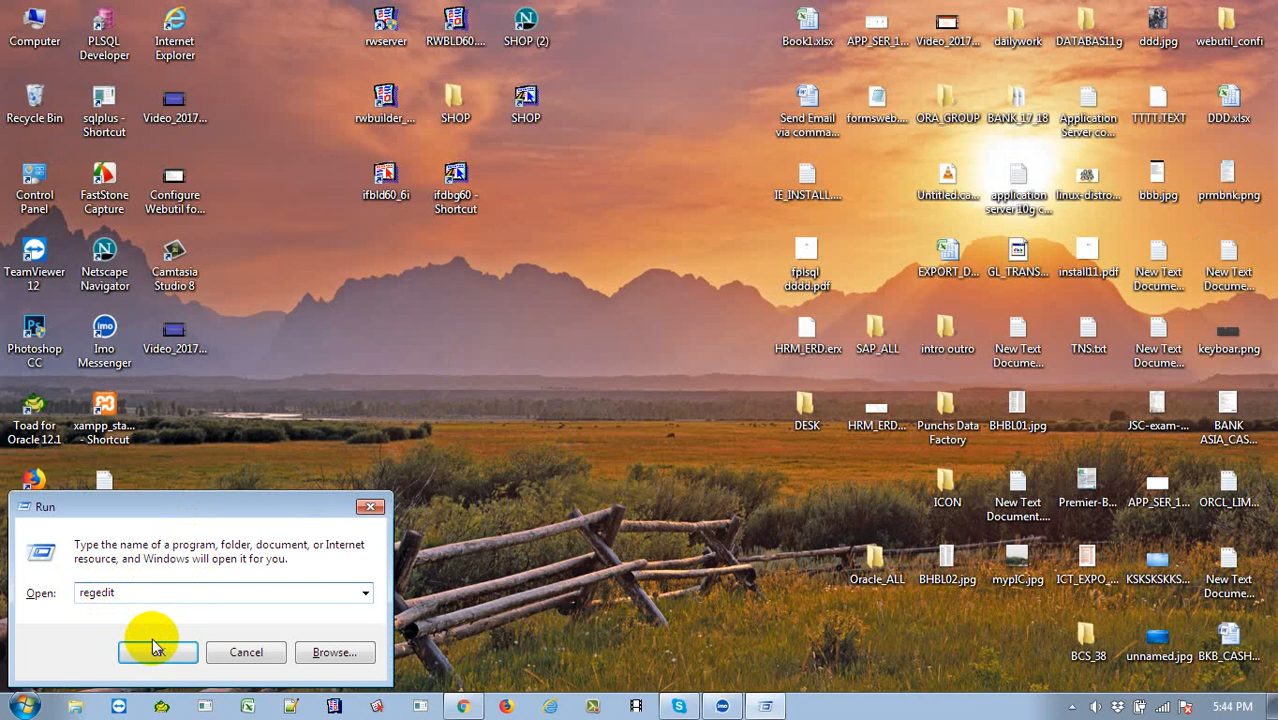 Computer
PLSQL
Developer
Internet
Explorer
rwserver
RWBLD60....
SHOP (2)
Book1.xlsx
APP_SER_1...
Video_2017...
dailywork
DATABAS11g
ddd.jpg
webutil_confi
Recycle Bin
sqlplus -
Shortcut
Video_2017...
rwbuilder_...
SHOP
SHOP
Send Email
via comma...
formsweb....
ORA_GROUP
BANK_17_18
Application
Server co...
TTTT.TEXT
DDD.xlsx
Control
Panel
FastStone
Capture
Configure
Webutil fo...
ifbld60_6i
ifdbg60 -
Shortcut
IE_INSTALL....
Untitled.ca...
application
server 10g c...
linux-distro...
bbb.jpg
prmbnk.png
TeamViewer
12
Netscape
Navigator
Camtasia
Studio 8
fplsql
dddd.pdf
EXPORT_D...
GL_TRANS...
install11.pdf
New Text
Docume...
New Text
Docume...
Photoshop
CC
Imo
Messenger
Video_2017...
HRM_ERD.erx
SAP_ALL
intro outro
New Text
Docume...
TNS.txt
New Text
Docume...
keyboar.png
Toad for
Oracle 12.1
xampp_sta...
- Shortcut
DESK
HRM_ERD...
Punchs Data
Factory
BHBL01.jpg
JSC-exam-...
BANK
ASIA_CAS...
ICON
New Text
Document....
Premier-B...
APP_SER_1...
ORCL_LIM...
Run
Type the name of a program, folder, document, or Internet
resource, and Windows will open it for you.
Open:
regedit
Cancel
Browse...
Oracle_ALL
BHBL02.jpg
mypIC.jpg
ICT_EXPO_...
KSKSKSKKS...
New Text
Docume...
BCS_38
unnamed.jpg
BKB_CASH...
5:44 PM